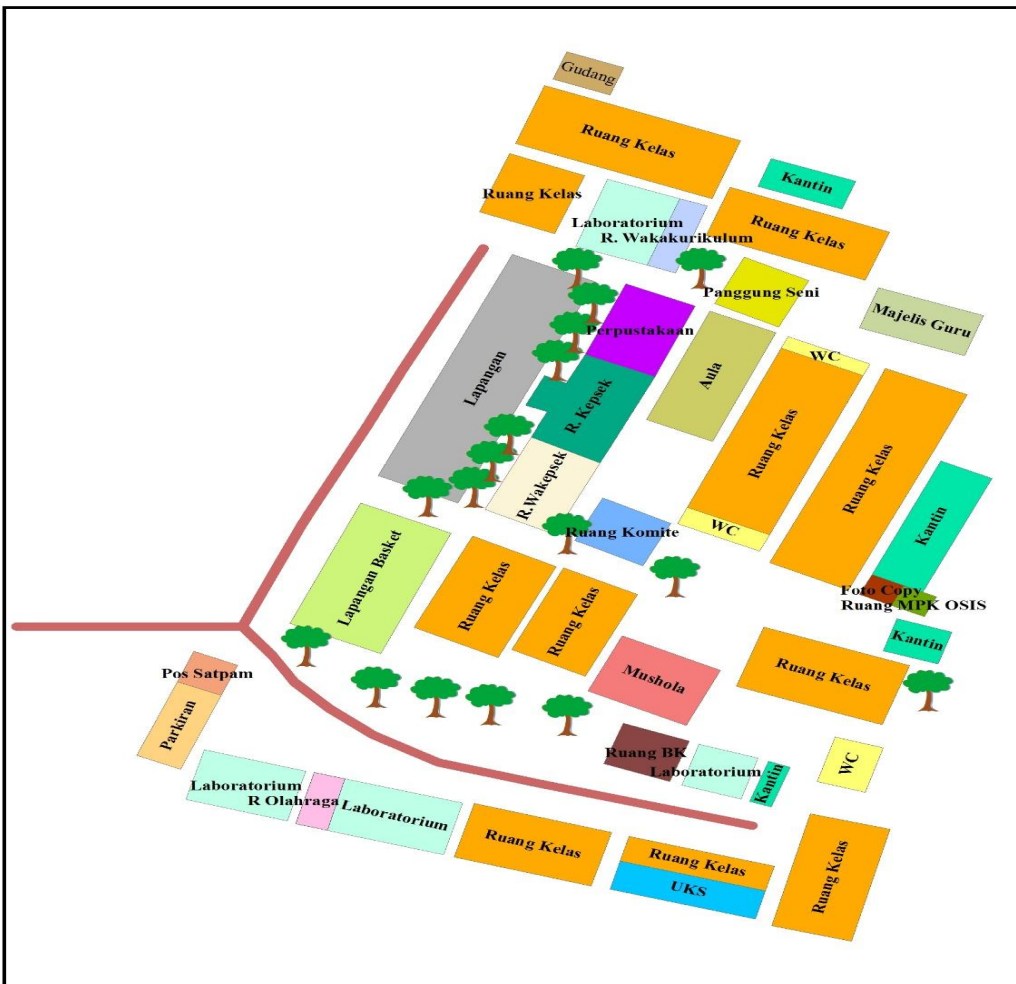 Gudang
Ruang Kelas
Kantin
Ruang Kelas
Laboratorium
R. Wakakurikulum
Ruang Kelas
Panggung Seni
Majelis Guru
Perpustakaan
Lapangan
Aula
WC
R. Kepsek
Ruang Kelas
Ruang Kelas
R.Wakepsek
WC
Ruang Komite
Kantin
Foto Copy
Ruang MPK OSIS
Lapangan Basket
Ruang Kelas
Ruang Kelas
Kantin
Mushola
Ruang Kelas
Pos Satpam
Parkiran
Ruang BK
Laboratorium
Kantin
WC
Laboratorium
R Olahraga
Laboratorium
Ruang Kelas
Ruang Kelas
UKS
Ruang Kelas